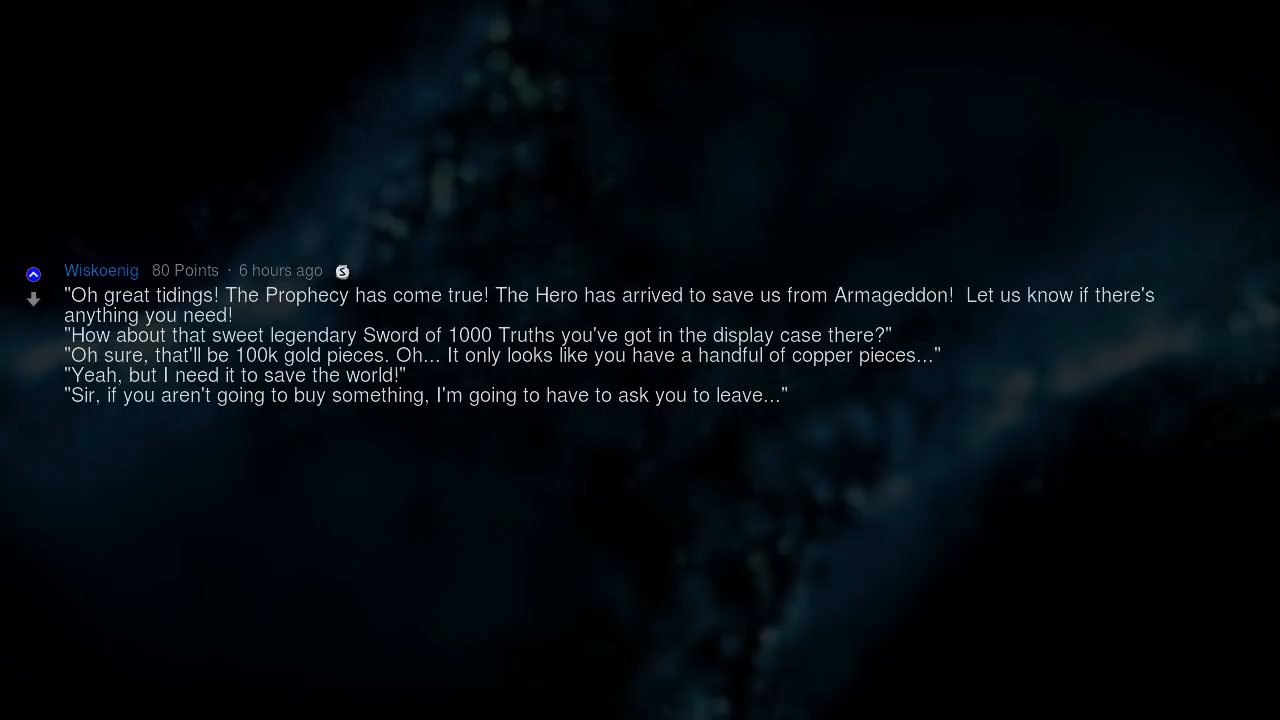 Wiskoenig 80 Points · 6 hours ago
"Oh great tidings! The Prophecy has come true! The Hero has arrived to save us from Armageddon!  Let us know if there's
anything you need!
"How about that sweet legendary Sword of 1000 Truths you've got in the display case there?"
"Oh sure, that'll be 100k gold pieces. Oh... It only looks like you have a handful of copper pieces..."
"Yeah, but I need it to save the world!"
"Sir, if you aren't going to buy something, I'm going to have to ask you to leave..."